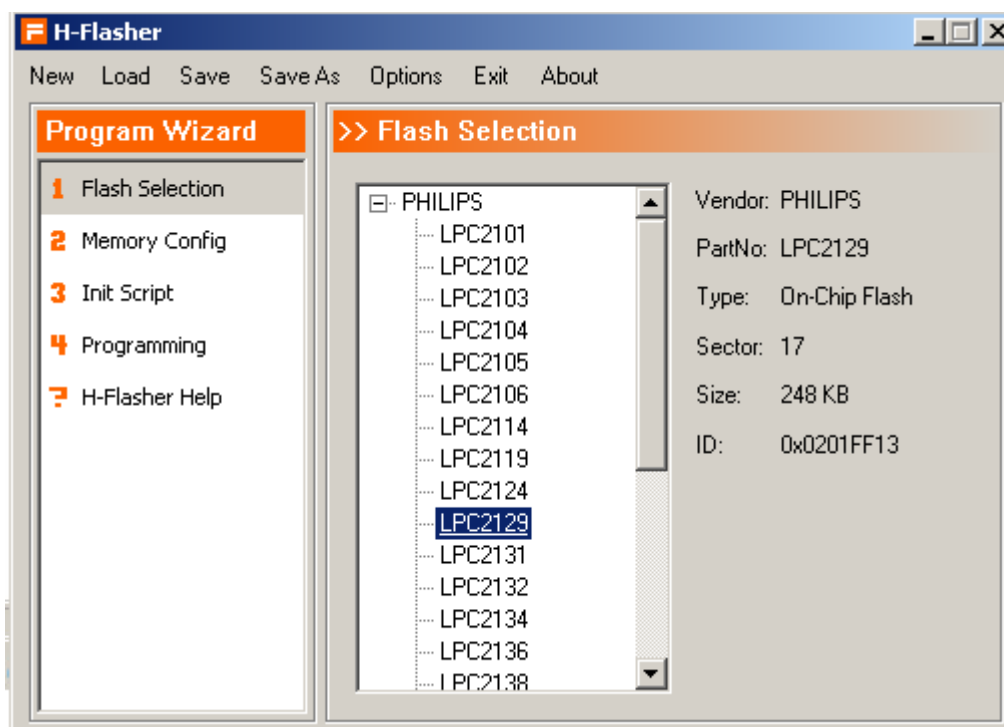 H-Flasher
New Load Save Save As Options Exit About
Program Wizard
1 Flash Selection
2 Memory Config
3 Init Script
4 Programming
? H-Flasher Help
>> Flash Selection
PHILIPS
LPC2101
LPC2102
LPC2103
LPC2104
LPC2105
LPC2106
LPC2114
LPC2119
LPC2124
LPC2129
LPC2131
LPC2132
LPC2134
LPC2136
LPC2138
Vendor: PHILIPS
PartNo: LPC2129
Type: On-Chip Flash
Sector: 17
Size: 248 KB
ID: 0x0201FF13